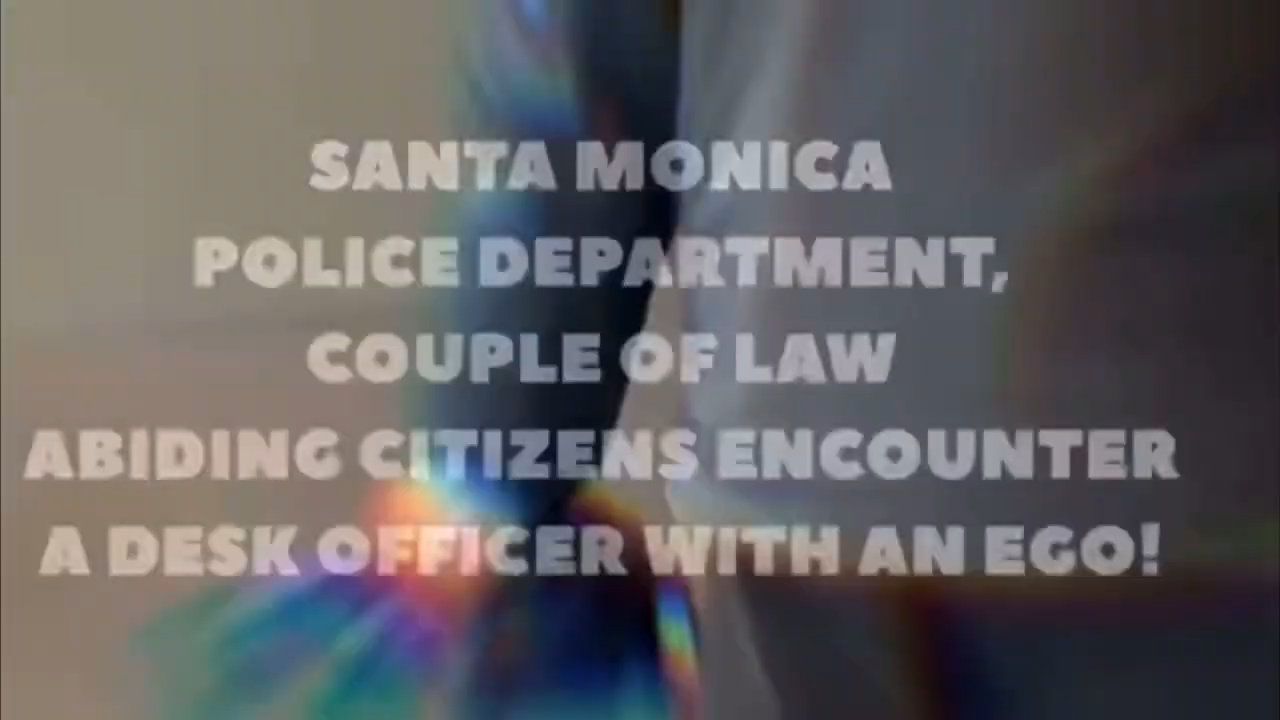 SANTA MONICA
POLICE DEPARTMENT,
COUPLE OF LAW
ABIDING CITIZENS ENCOUNTER
A DESK OFFICER WITH AN EGO!